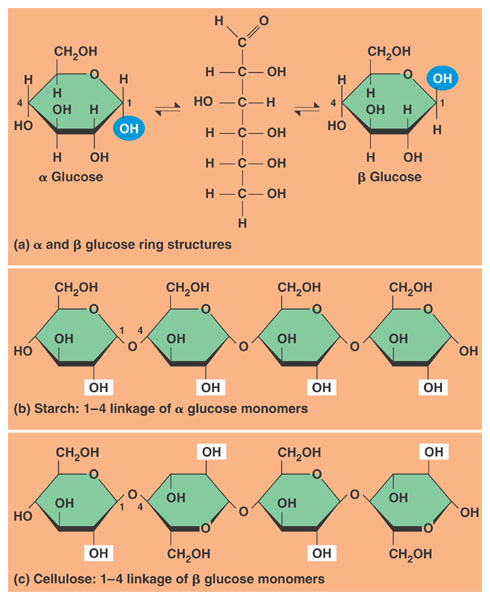 H O
C
CH₂OH H C OH CH₂OH
H O H H O OH
H HO C H H
4 OH H 1 4 OH H 1
HO OH H C OH HO H
H OH H C OH H OH
α Glucose H C OH β Glucose
H
(a) α and β glucose ring structures
CH₂OH CH₂OH CH₂OH CH₂OH
O O O O
OH 1 4 OH OH OH
HO O O O OH
OH OH OH OH
(b) Starch: 1–4 linkage of α glucose monomers
CH₂OH OH CH₂OH OH
O O OH O O OH
OH 1 4 OH
HO O OH
OH O OH O
CH₂OH CH₂OH
(c) Cellulose: 1–4 linkage of β glucose monomers